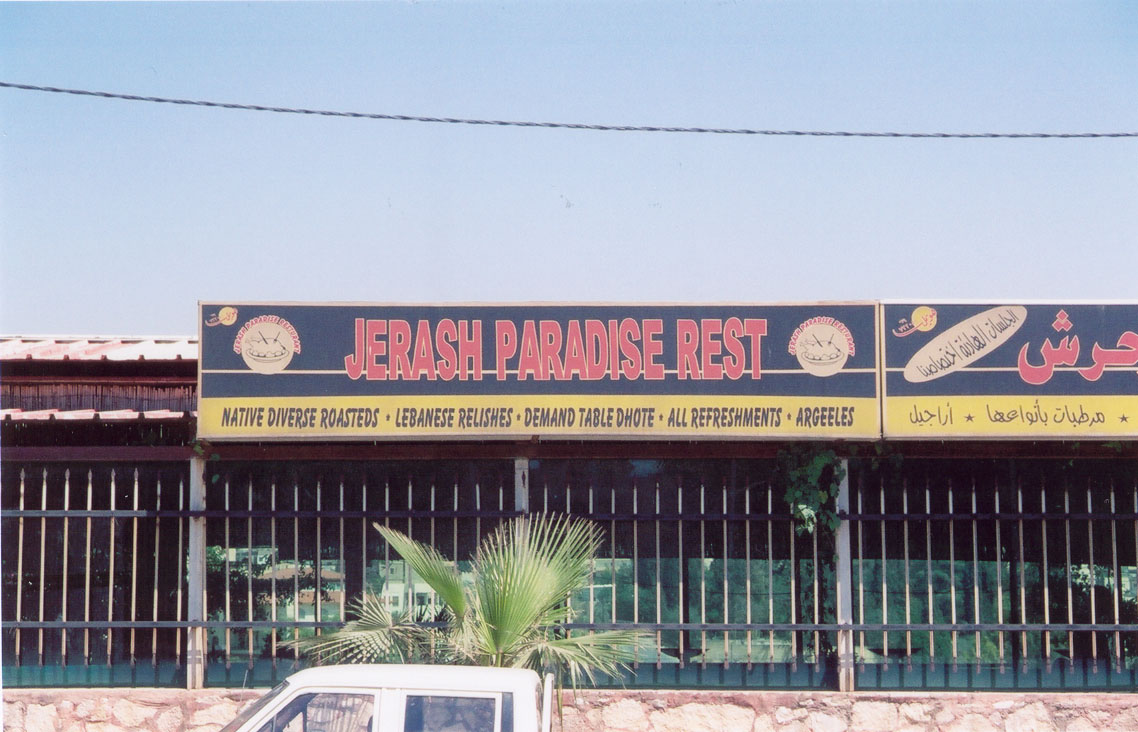 JERASH PARADISE REST
NATIVE DIVERSE ROASTEDS • LEBANESE RELISHES • DEMAND TABLE DHOTE • ALL REFRESHMENTS • ARGEELES
الجلسات العائلية اختصاصنا
جرش
مرطبات بأنواعها ★ أراجيل